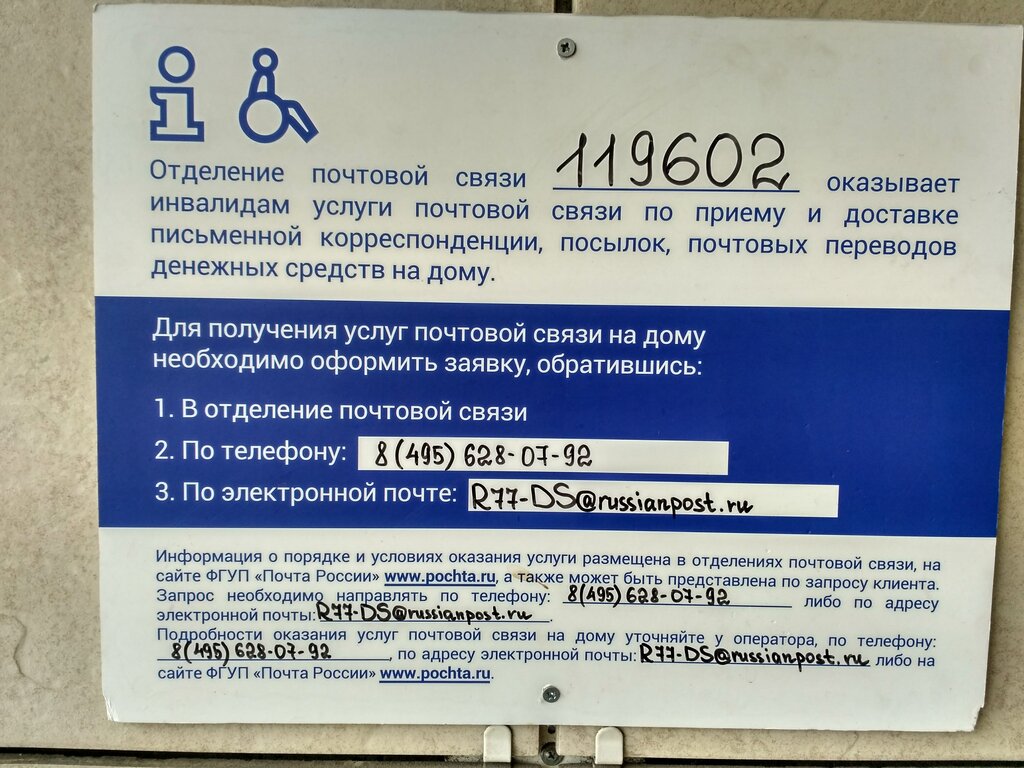 Отделение почтовой связи 119602 оказывает
инвалидам услуги почтовой связи по приему и доставке
письменной корреспонденции, посылок, почтовых переводов
денежных средств на дому.
Для получения услуг почтовой связи на дому
необходимо оформить заявку, обратившись:
1. В отделение почтовой связи
2. По телефону: 8(495) 628-07-92
3. По электронной почте: R77-DS@russianpost.ru
Информация о порядке и условиях оказания услуги размещена в отделениях почтовой связи, на
сайте ФГУП «Почта России» www.pochta.ru, а также может быть представлена по запросу клиента.
Запрос необходимо направлять по телефону: 8(495) 628-07-92 либо по адресу
электронной почты: R77-DS@russianpost.ru.
Подробности оказания услуг почтовой связи на дому уточняйте у оператора, по телефону:
8(495) 628-07-92, по адресу электронной почты: R77-DS@russianpost.ru либо на
сайте ФГУП «Почта России» www.pochta.ru.